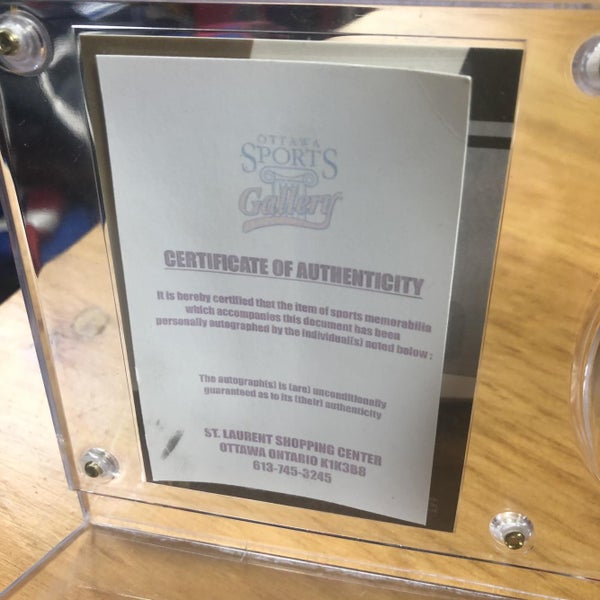 OTTAWA
SPORTS
Gallery
CERTIFICATE OF AUTHENTICITY
It is hereby certified that the item of sports memorabilia
which accompanies this document has been
personally autographed by the individual(s) noted below :
The autograph(s) is (are) unconditionally
guaranteed as to its (their) authenticity
ST. LAURENT SHOPPING CENTER
OTTAWA ONTARIO K1K3B8
613-745-3245